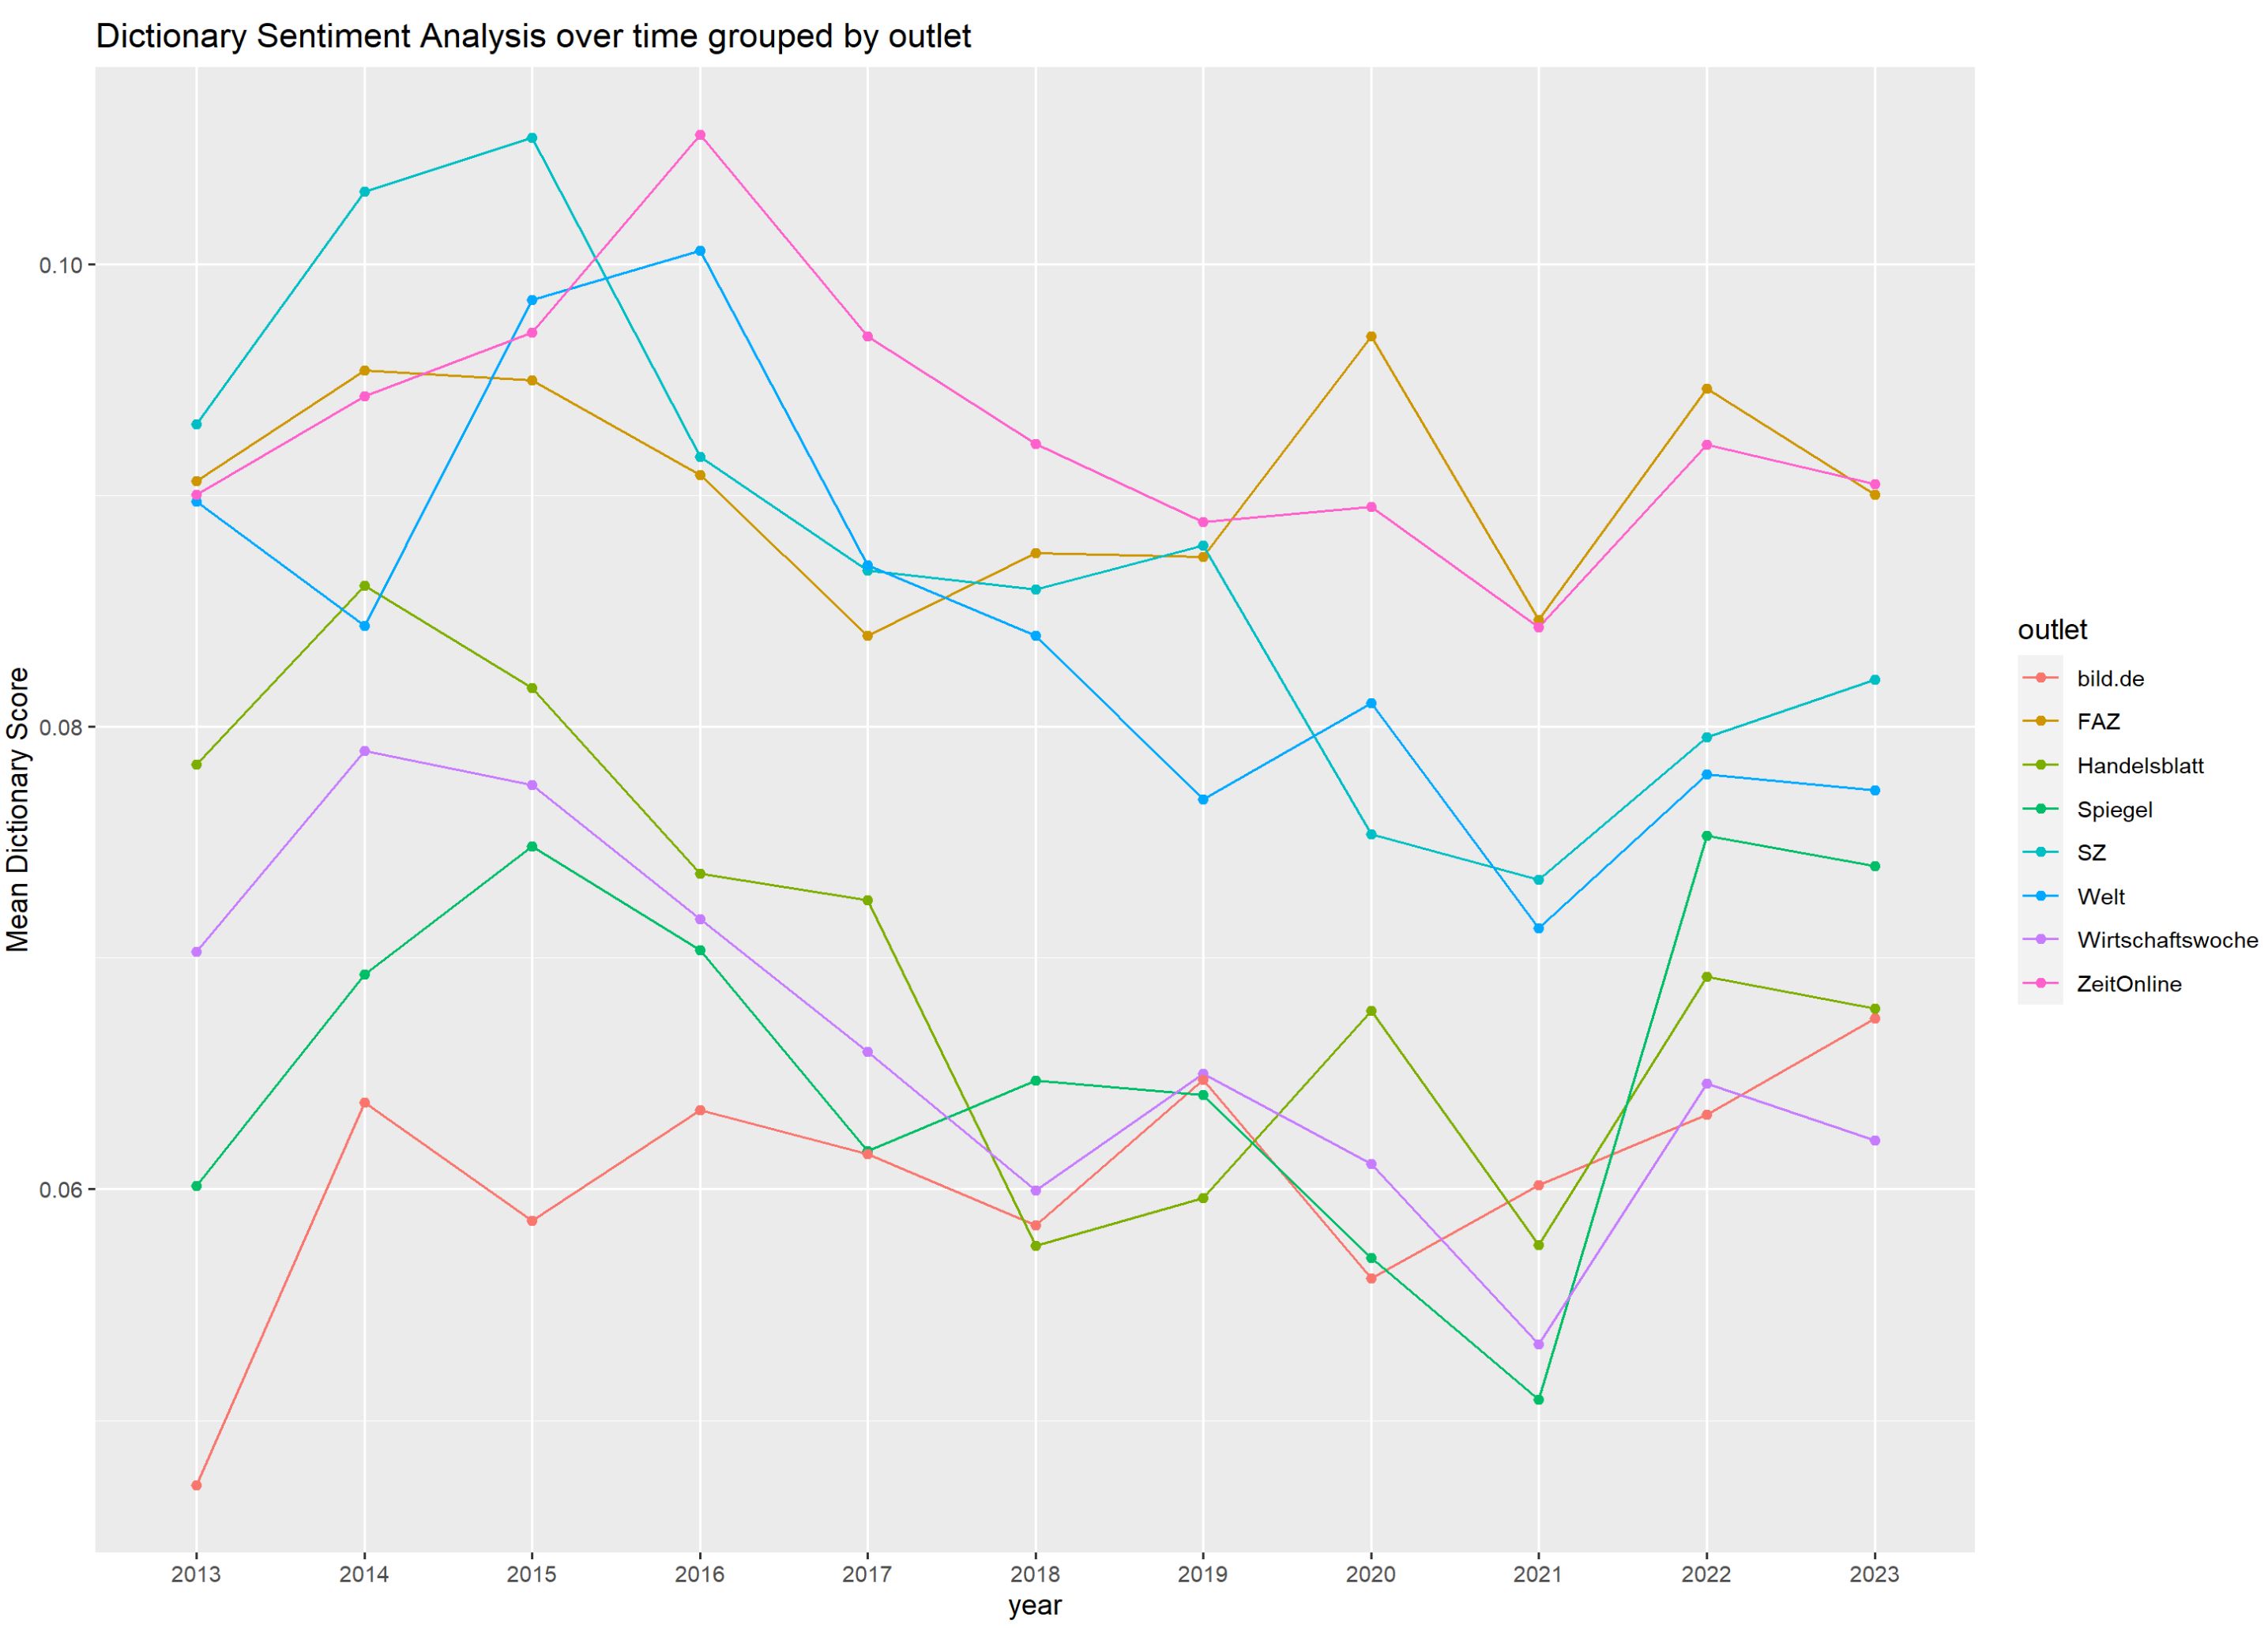 Dictionary Sentiment Analysis over time grouped by outlet
Mean Dictionary Score
0.10
0.08
0.06
2013 2014 2015 2016 2017 2018 2019 2020 2021 2022 2023
year
outlet
bild.de
FAZ
Handelsblatt
Spiegel
SZ
Welt
Wirtschaftswoche
ZeitOnline